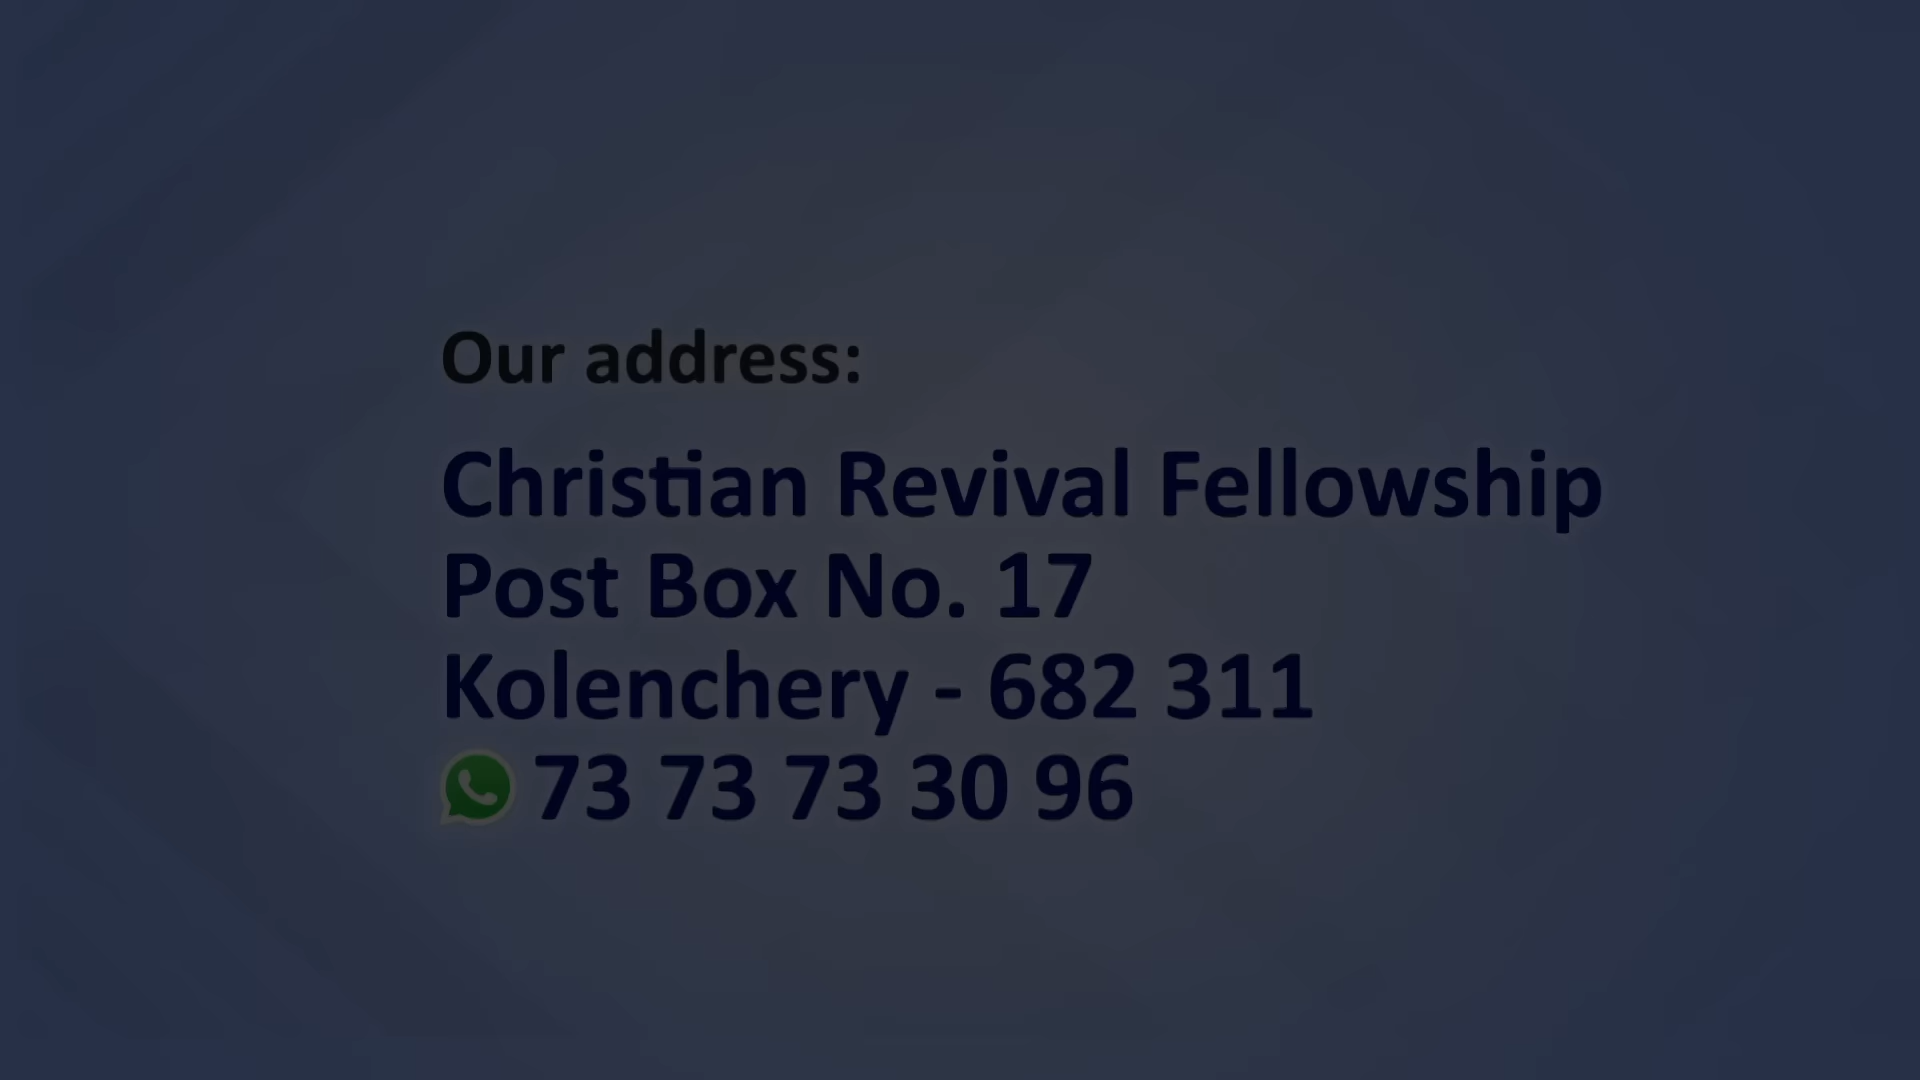 Our address:
Christian Revival Fellowship
Post Box No. 17
Kolenchery - 682 311
73 73 73 30 96